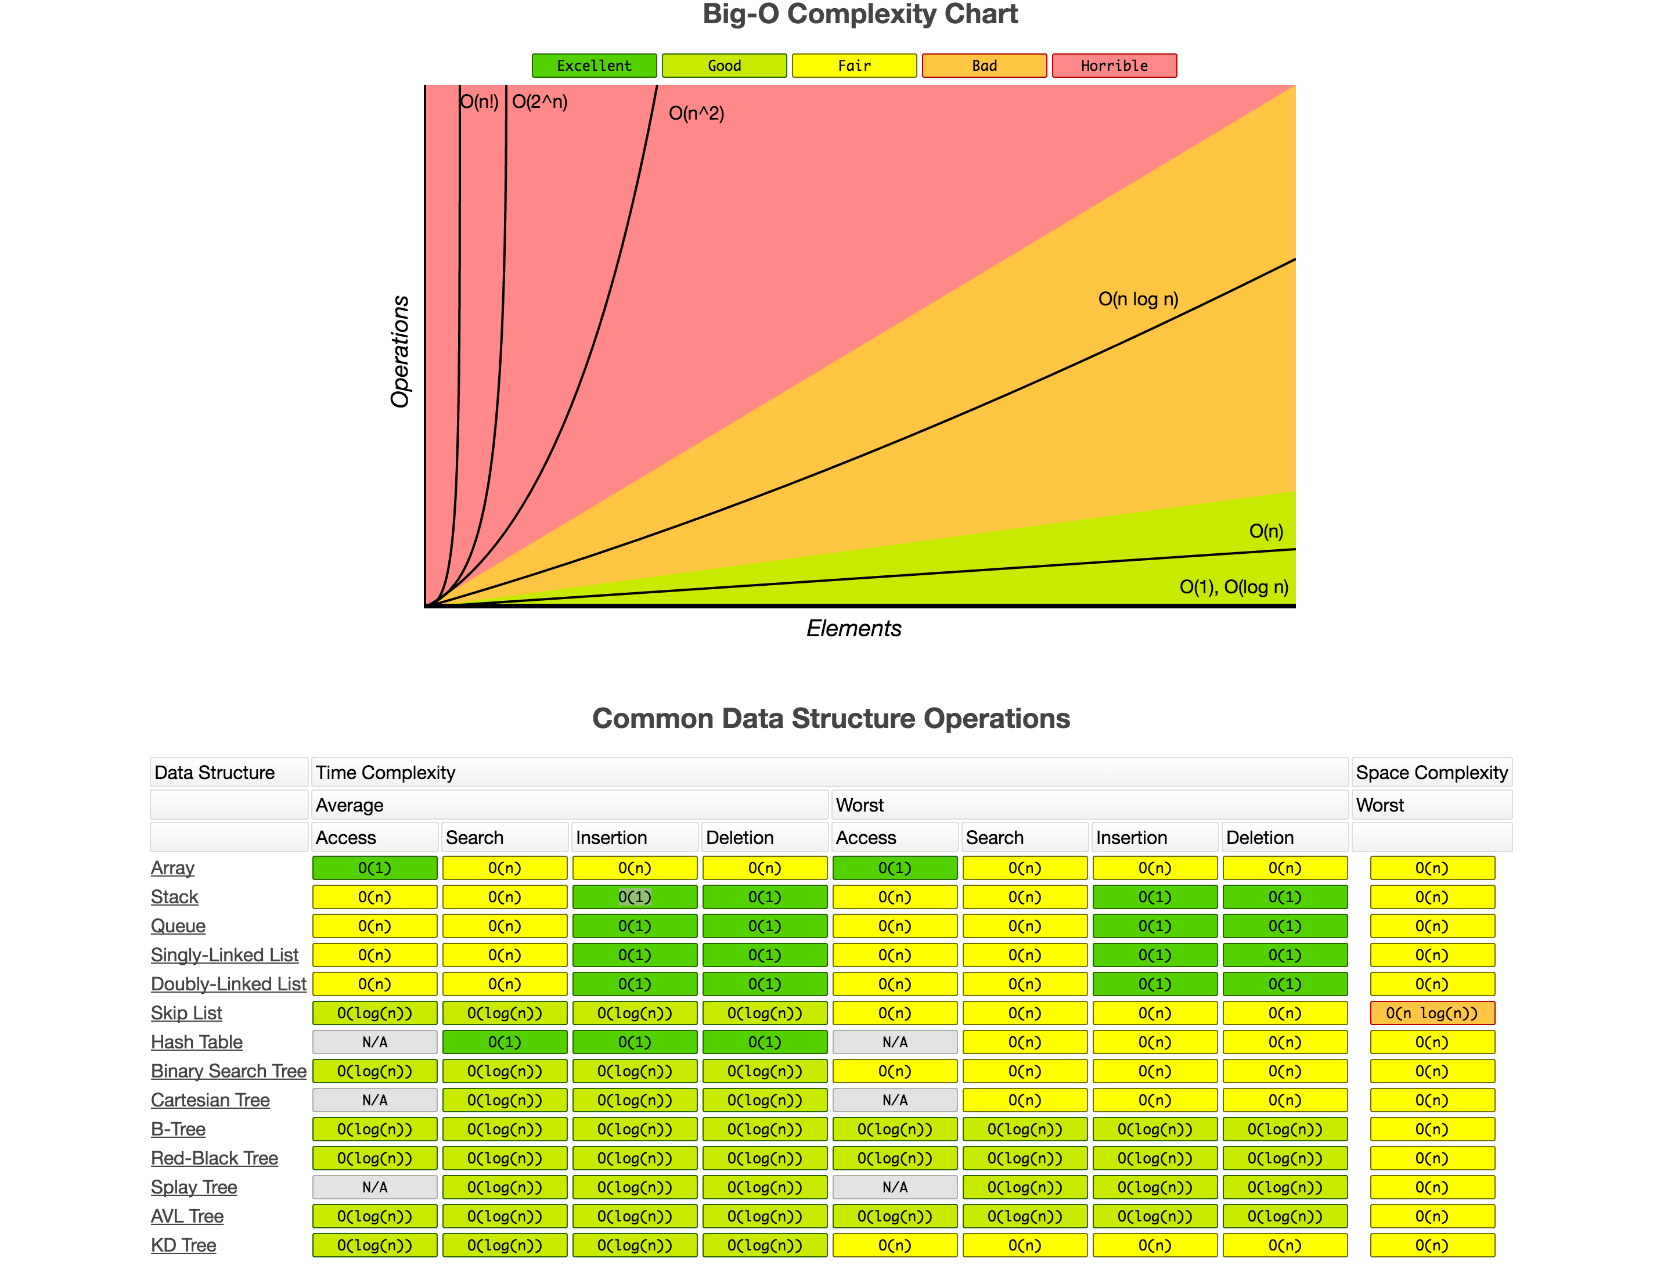 Big-O Complexity Chart
Excellent Good Fair Bad Horrible
O(n!) O(2^n) O(n^2)
O(n log n)
O(n)
O(1), O(log n)
Operations
Elements
Common Data Structure Operations
Data Structure Time Complexity Space Complexity
Average Worst Worst
Access Search Insertion Deletion Access Search Insertion Deletion
Array O(1) O(n) O(n) O(n) O(1) O(n) O(n) O(n) O(n)
Stack O(n) O(n) O(1) O(1) O(n) O(n) O(1) O(1) O(n)
Queue O(n) O(n) O(1) O(1) O(n) O(n) O(1) O(1) O(n)
Singly-Linked List O(n) O(n) O(1) O(1) O(n) O(n) O(1) O(1) O(n)
Doubly-Linked List O(n) O(n) O(1) O(1) O(n) O(n) O(1) O(1) O(n)
Skip List O(log(n)) O(log(n)) O(log(n)) O(log(n)) O(n) O(n) O(n) O(n) O(n log(n))
Hash Table N/A O(1) O(1) O(1) N/A O(n) O(n) O(n) O(n)
Binary Search Tree O(log(n)) O(log(n)) O(log(n)) O(log(n)) O(n) O(n) O(n) O(n) O(n)
Cartesian Tree N/A O(log(n)) O(log(n)) O(log(n)) N/A O(n) O(n) O(n) O(n)
B-Tree O(log(n)) O(log(n)) O(log(n)) O(log(n)) O(log(n)) O(log(n)) O(log(n)) O(log(n)) O(n)
Red-Black Tree O(log(n)) O(log(n)) O(log(n)) O(log(n)) O(log(n)) O(log(n)) O(log(n)) O(log(n)) O(n)
Splay Tree N/A O(log(n)) O(log(n)) O(log(n)) N/A O(log(n)) O(log(n)) O(log(n)) O(n)
AVL Tree O(log(n)) O(log(n)) O(log(n)) O(log(n)) O(log(n)) O(log(n)) O(log(n)) O(log(n)) O(n)
KD Tree O(log(n)) O(log(n)) O(log(n)) O(log(n)) O(n) O(n) O(n) O(n) O(n)